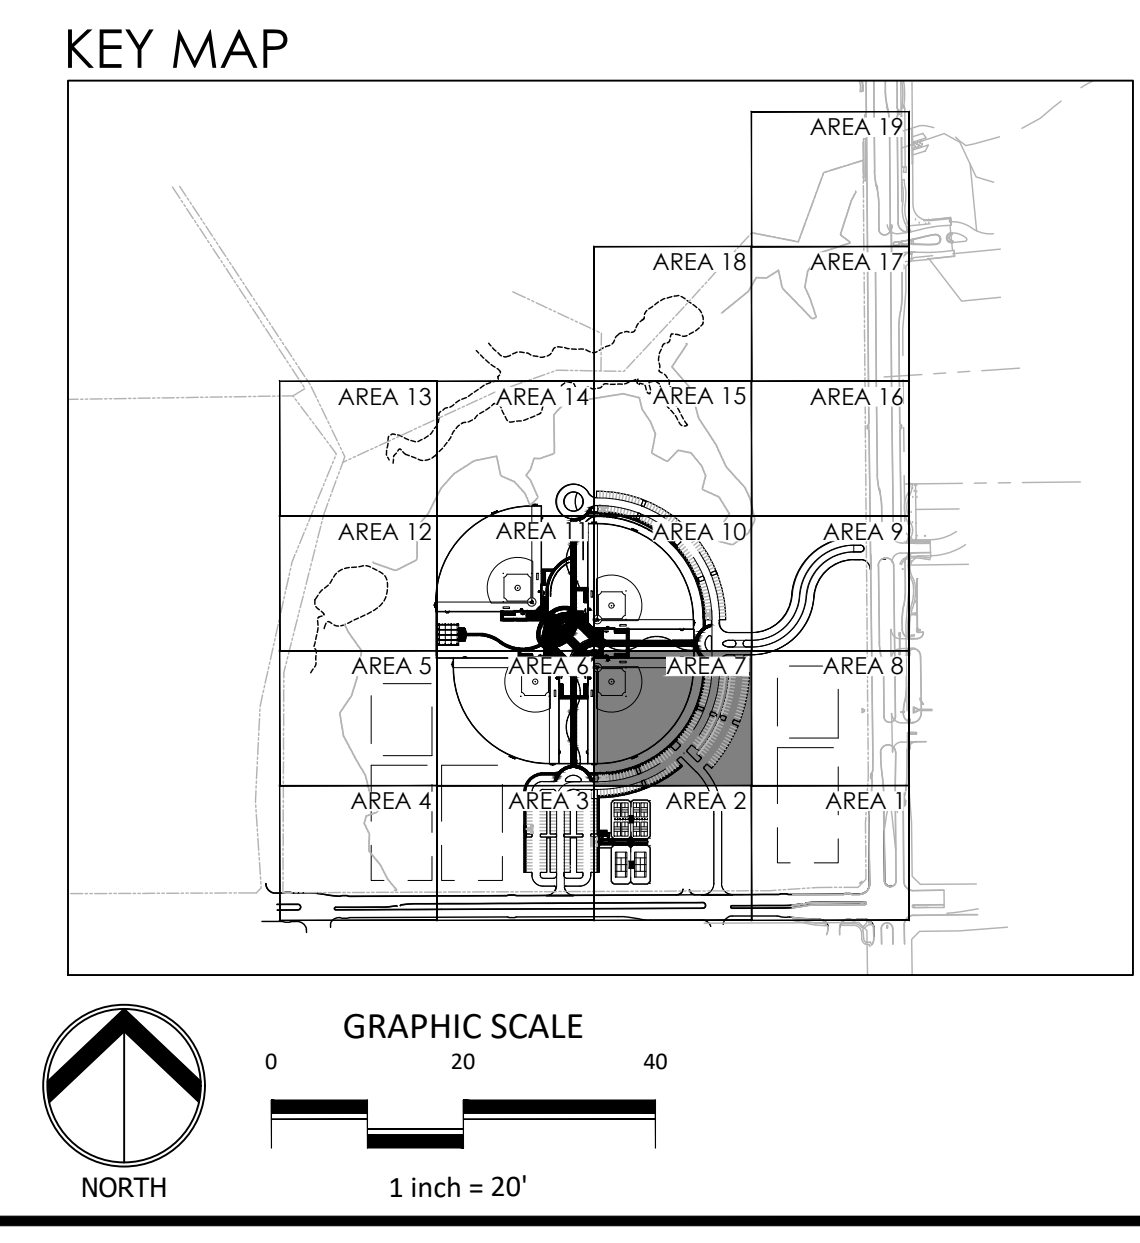 KEY MAP
AREA 19
AREA 18
AREA 17
AREA 13
AREA 14
AREA 15
AREA 16
AREA 12
AREA 11
AREA 10
AREA 9
AREA 5
AREA 6
AREA 7
AREA 8
AREA 4
AREA 3
AREA 2
AREA 1
GRAPHIC SCALE
0 20 40
1 inch = 20'
NORTH